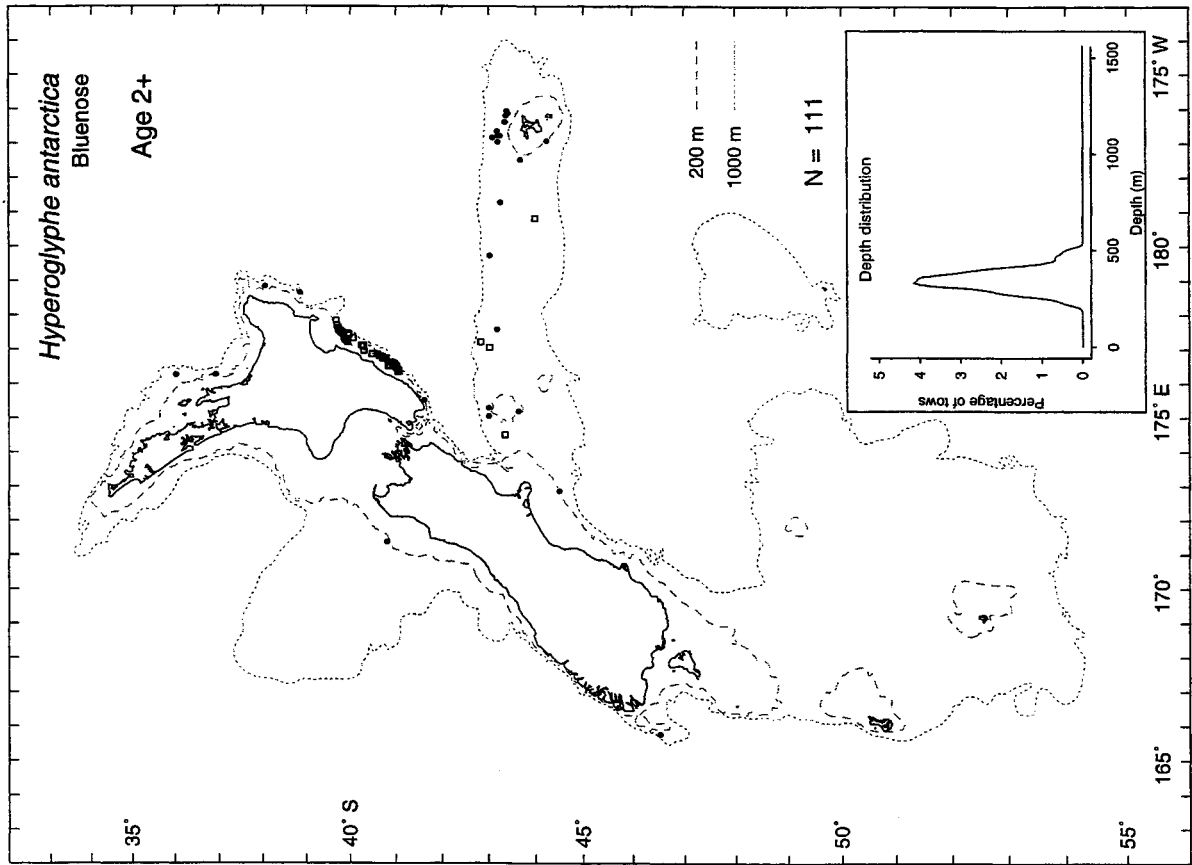 Hyperoglyphe antarctica
Bluenose
Age 2+
35°
40° S
45°
50°
55°
165°
170°
175° E
180°
175° W
200 m
1000 m
N = 111
Depth distribution
Percentage of tows
5
4
3
2
1
0
0
500
1000
1500
Depth (m)